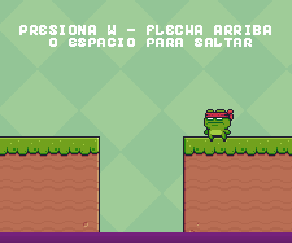 PRESIONA W - FLECHA ARRIBA
O ESPACIO PARA SALTAR